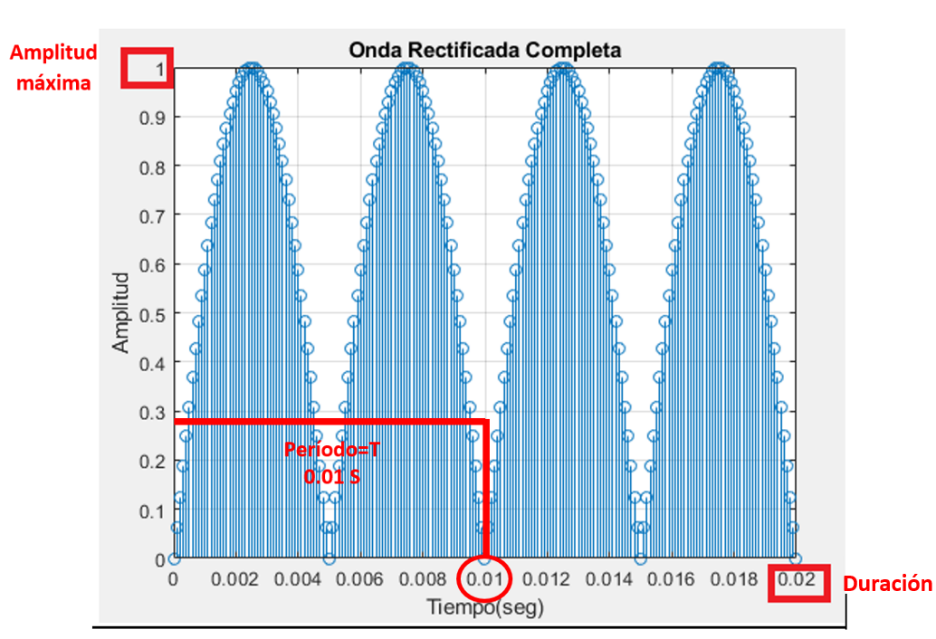 Onda Rectificada Completa
Amplitud
máxima
1
0.9
0.8
0.7
0.6
0.5
0.4
0.3
0.2
0.1
0
Amplitud
Periodo=T
0.01 S
0 0.002 0.004 0.006 0.008 0.01 0.012 0.014 0.016 0.018 0.02
Duración
Tiempo(seg)